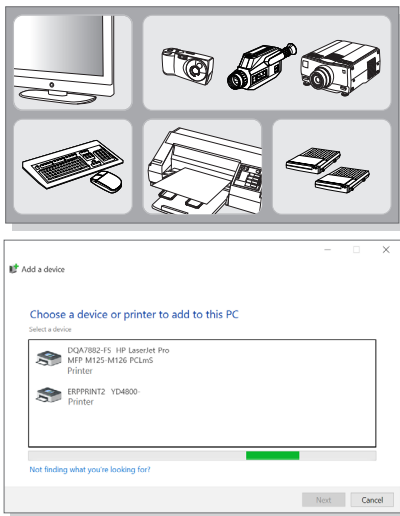 Add a device
Choose a device or printer to add to this PC
Select a device
DQA7882-F5 HP LaserJet Pro
MFP M125-M126 PCLmS
Printer
ERPPRINT2 YD4800-
Printer
Not finding what you're looking for?
Next Cancel